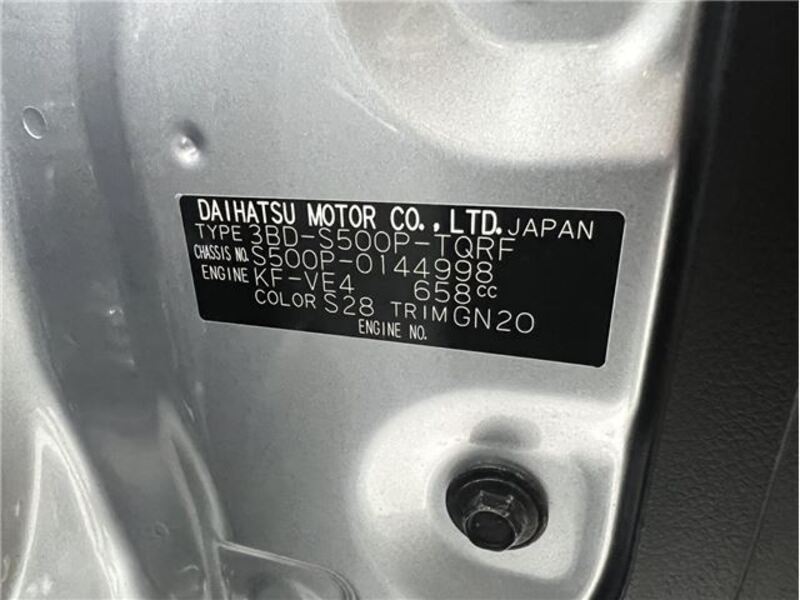 DAIHATSU MOTOR CO.,LTD. JAPAN
TYPE 3BD-S500P-TQRF
CHASSIS NO. S500P-0144998
ENGINE KF-VE4 658cc
COLOR S28 TRIM GN20
ENGINE NO.